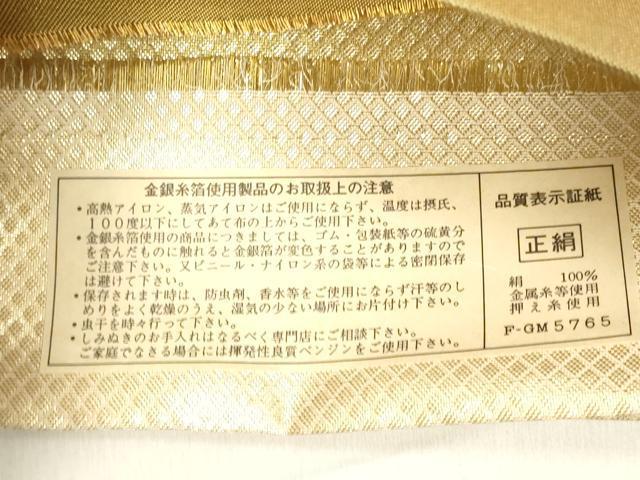 金銀糸箔使用製品のお取扱上の注意
•高熱アイロン、蒸気アイロンはご使用にならず、温度は摂氏、
100度以下にしてあて布の上からご使用下さい。
•金銀糸箔使用の商品につきましては、ゴム・包装紙等の硫黄分
を含んだものに触れると金銀箔が変色することがありますので
ご注意下さい。又ビニール・ナイロン系の袋等による密閉保存
は避けて下さい。
•保存されます時は、防虫剤、香水等をご使用にならず汗等のし
めりをよく乾燥のうえ、湿気の少ない場所にお片付け下さい。
•虫干を時々行って下さい。
•しみぬきのお手入れはなるべく専門店にご相談下さい。
ご家庭でなさる場合には揮発性良質ベンジンをご使用下さい。
品質表示証紙
正絹
絹 100%
金属糸等使用
押え糸使用
F-GM5765